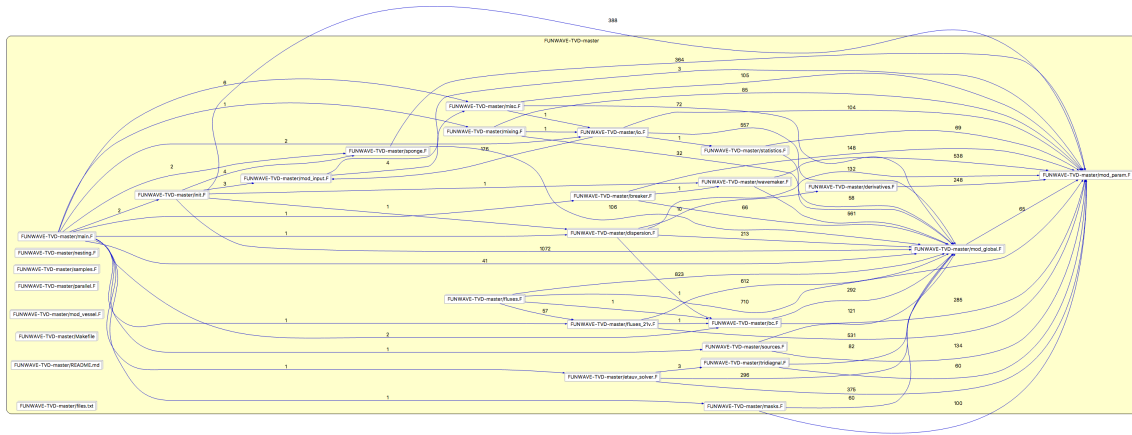 388
FUNWAVE-TVD-master
364
3
6
105
85
FUNWAVE-TVD-master/misc.F
72
104
1
1
FUNWAVE-TVD-master/mixing.F
1
FUNWAVE-TVD-master/io.F
857
69
1
2
FUNWAVE-TVD-master/statistics.F
148
FUNWAVE-TVD-master/sponge.F
176
32
538
2
4
132
4
FUNWAVE-TVD-master/mod_param.F
FUNWAVE-TVD-master/mod_input.F
3
1
FUNWAVE-TVD-master/wavemaker.F
248
FUNWAVE-TVD-master/derivatives.F
FUNWAVE-TVD-master/init.F
1
FUNWAVE-TVD-master/breaker.F
58
1
66
2
106
10
1
561
65
FUNWAVE-TVD-master/main.F
1
FUNWAVE-TVD-master/dispersion.F
213
1072
FUNWAVE-TVD-master/mod_global.F
FUNWAVE-TVD-master/nesting.F
41
FUNWAVE-TVD-master/samples.F
823
612
FUNWAVE-TVD-master/parallel.F
292
FUNWAVE-TVD-master/fluxes.F
1
710
285
57
121
FUNWAVE-TVD-master/mod_vessel.F
1
FUNWAVE-TVD-master/fluxes_21v.F
1
FUNWAVE-TVD-master/bc.F
2
531
FUNWAVE-TVD-master/Makefile
1
FUNWAVE-TVD-master/sources.F
82
134
FUNWAVE-TVD-master/README.md
1
3
FUNWAVE-TVD-master/tridiagnal.F
60
FUNWAVE-TVD-master/etauv_solver.F
296
375
1
60
FUNWAVE-TVD-master/files.txt
FUNWAVE-TVD-master/masks.F
100